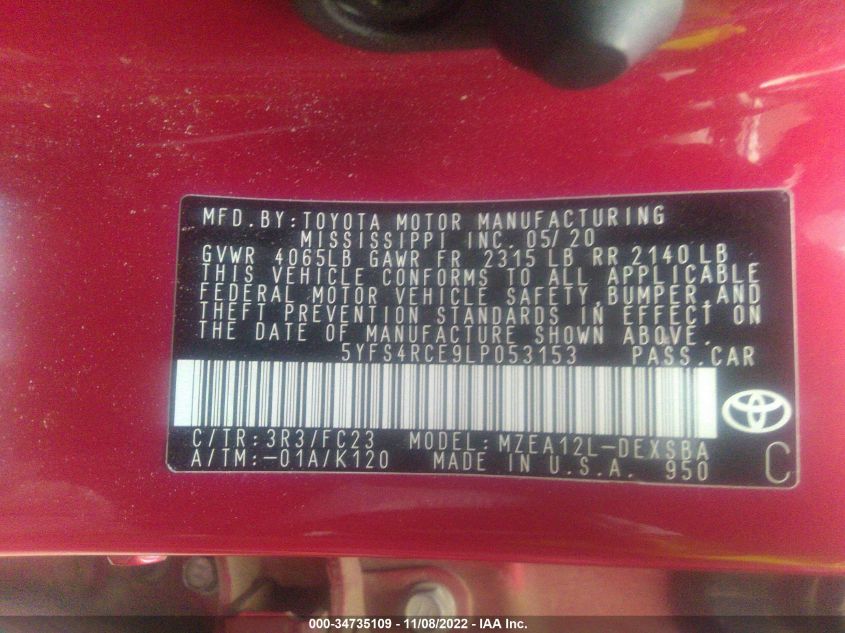 MFD.BY:TOYOTA MOTOR MANUFACTURING
MISSISSIPPI INC. 05/20
GVWR 4065LB GAWR FR 2315 LB RR 2140 LB
THIS VEHICLE CONFORMS TO ALL APPLICABLE
FEDERAL MOTOR VEHICLE SAFETY,BUMPER,AND
THEFT PREVENTION STANDARDS IN EFFECT ON
THE DATE OF MANUFACTURE SHOWN ABOVE.
5YFS4RCE9LP053153 PASS.CAR
C/TR:3R3/FC23 MODEL:MZEA12L-DEXSBA
A/TM:-01A/K120 MADE IN U.S.A. 950 C
000-34735109 - 11/08/2022 - IAA Inc.